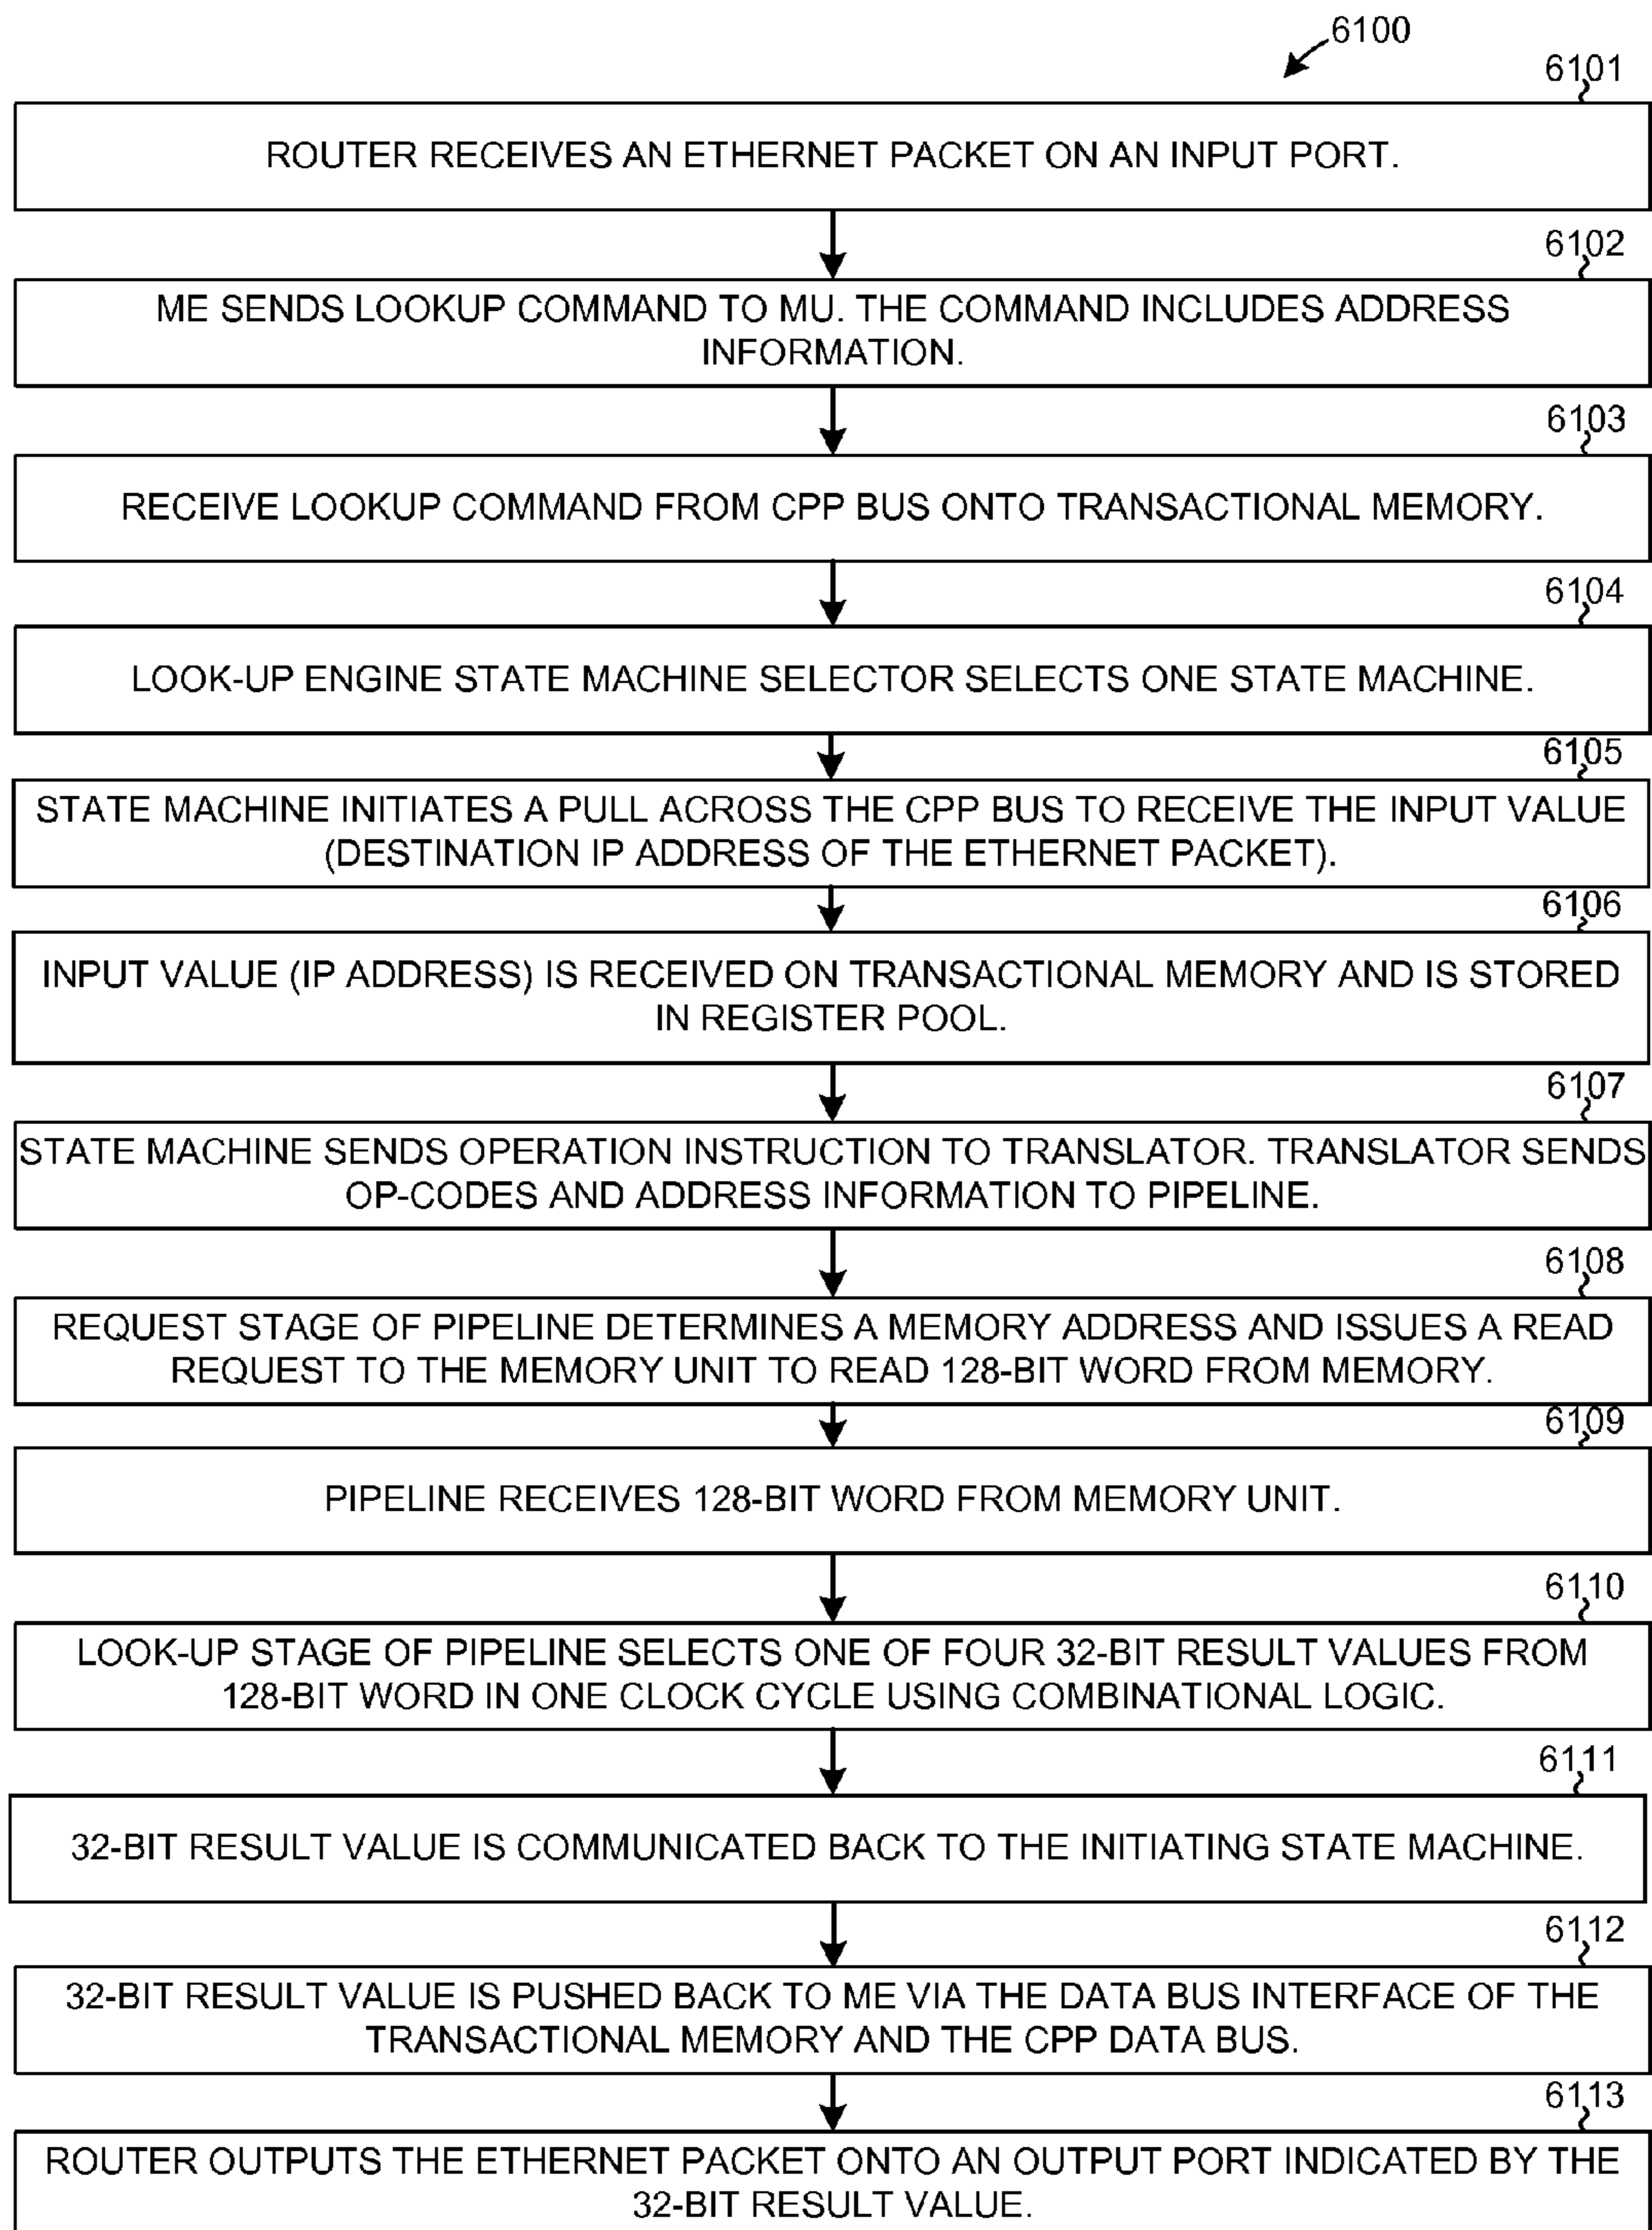 6100
6101
ROUTER RECEIVES AN ETHERNET PACKET ON AN INPUT PORT.
6102
ME SENDS LOOKUP COMMAND TO MU. THE COMMAND INCLUDES ADDRESS
INFORMATION.
6103
RECEIVE LOOKUP COMMAND FROM CPP BUS ONTO TRANSACTIONAL MEMORY.
6104
LOOK-UP ENGINE STATE MACHINE SELECTOR SELECTS ONE STATE MACHINE.
6105
STATE MACHINE INITIATES A PULL ACROSS THE CPP BUS TO RECEIVE THE INPUT VALUE
(DESTINATION IP ADDRESS OF THE ETHERNET PACKET).
6106
INPUT VALUE (IP ADDRESS) IS RECEIVED ON TRANSACTIONAL MEMORY AND IS STORED
IN REGISTER POOL.
6107
STATE MACHINE SENDS OPERATION INSTRUCTION TO TRANSLATOR. TRANSLATOR SENDS
OP-CODES AND ADDRESS INFORMATION TO PIPELINE.
6108
REQUEST STAGE OF PIPELINE DETERMINES A MEMORY ADDRESS AND ISSUES A READ
REQUEST TO THE MEMORY UNIT TO READ 128-BIT WORD FROM MEMORY.
6109
PIPELINE RECEIVES 128-BIT WORD FROM MEMORY UNIT.
6110
LOOK-UP STAGE OF PIPELINE SELECTS ONE OF FOUR 32-BIT RESULT VALUES FROM
128-BIT WORD IN ONE CLOCK CYCLE USING COMBINATIONAL LOGIC.
6111
32-BIT RESULT VALUE IS COMMUNICATED BACK TO THE INITIATING STATE MACHINE.
6112
32-BIT RESULT VALUE IS PUSHED BACK TO ME VIA THE DATA BUS INTERFACE OF THE
TRANSACTIONAL MEMORY AND THE CPP DATA BUS.
6113
ROUTER OUTPUTS THE ETHERNET PACKET ONTO AN OUTPUT PORT INDICATED BY THE
32-BIT RESULT VALUE.